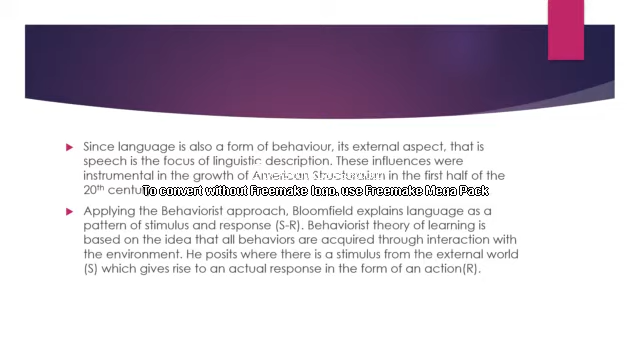 Since language is also a form of behaviour, its external aspect, that is
speech is the focus of linguistic description. These influences were
instrumental in the growth of American Structuralism in the first half of the
20th century
To convert without Freemake logo, use Freemake Mega Pack
Applying the Behaviorist approach, Bloomfield explains language as a
pattern of stimulus and response (S-R). Behaviorist theory of learning is
based on the idea that all behaviors are acquired through interaction with
the environment. He posits where there is a stimulus from the external world
(S) which gives rise to an actual response in the form of an action(R).